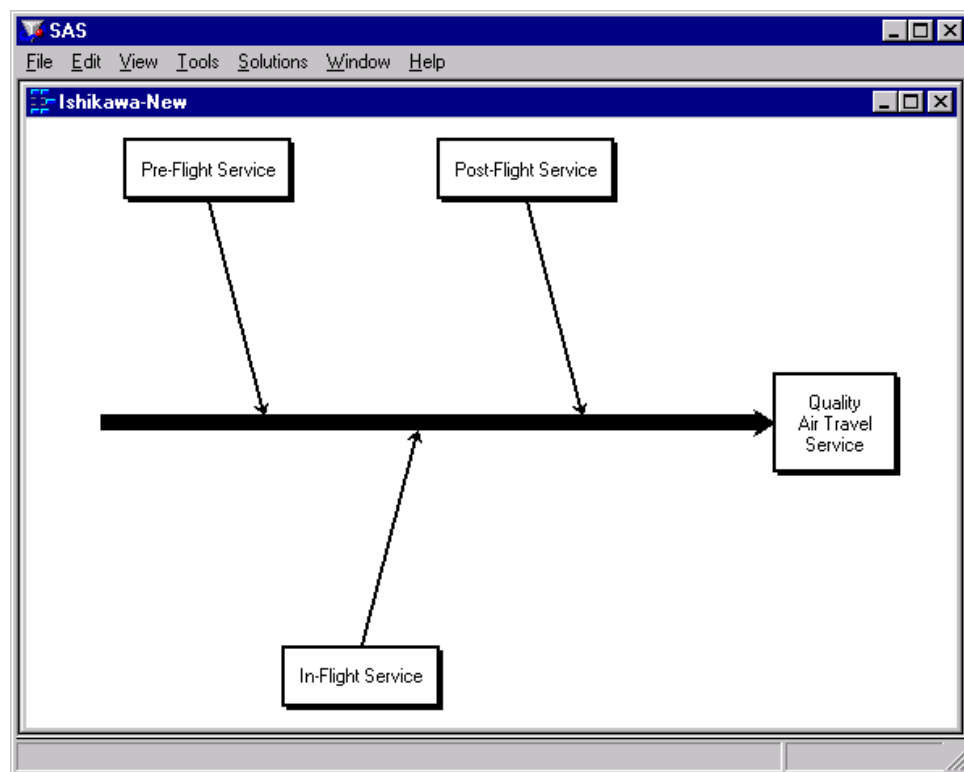 SAS
File Edit View Tools Solutions Window Help
Ishikawa-New
Pre-Flight Service
Post-Flight Service
Quality
Air Travel
Service
In-Flight Service